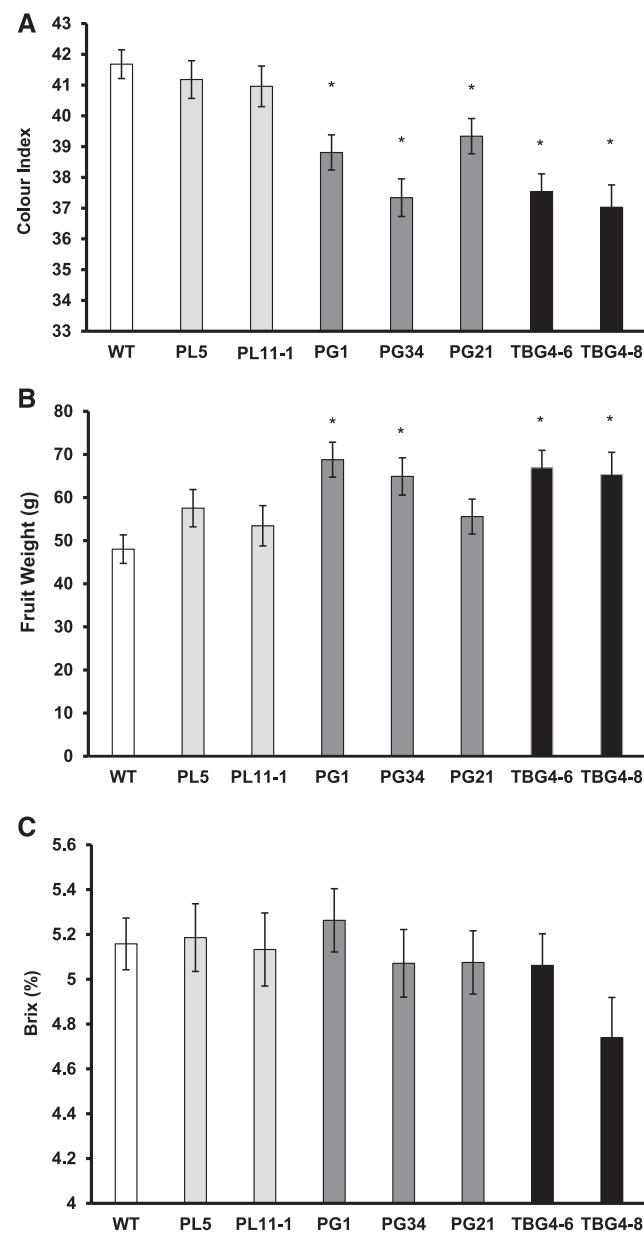 A
Colour Index
43
42
41
40
39
38
37
36
35
34
33
* * * * *
WT PL5 PL11-1 PG1 PG34 PG21 TBG4-6 TBG4-8
B
Fruit Weight (g)
80
70
60
50
40
30
20
10
0
* * * *
WT PL5 PL11-1 PG1 PG34 PG21 TBG4-6 TBG4-8
C
Brix (%)
5.6
5.4
5.2
5
4.8
4.6
4.4
4.2
4
WT PL5 PL11-1 PG1 PG34 PG21 TBG4-6 TBG4-8